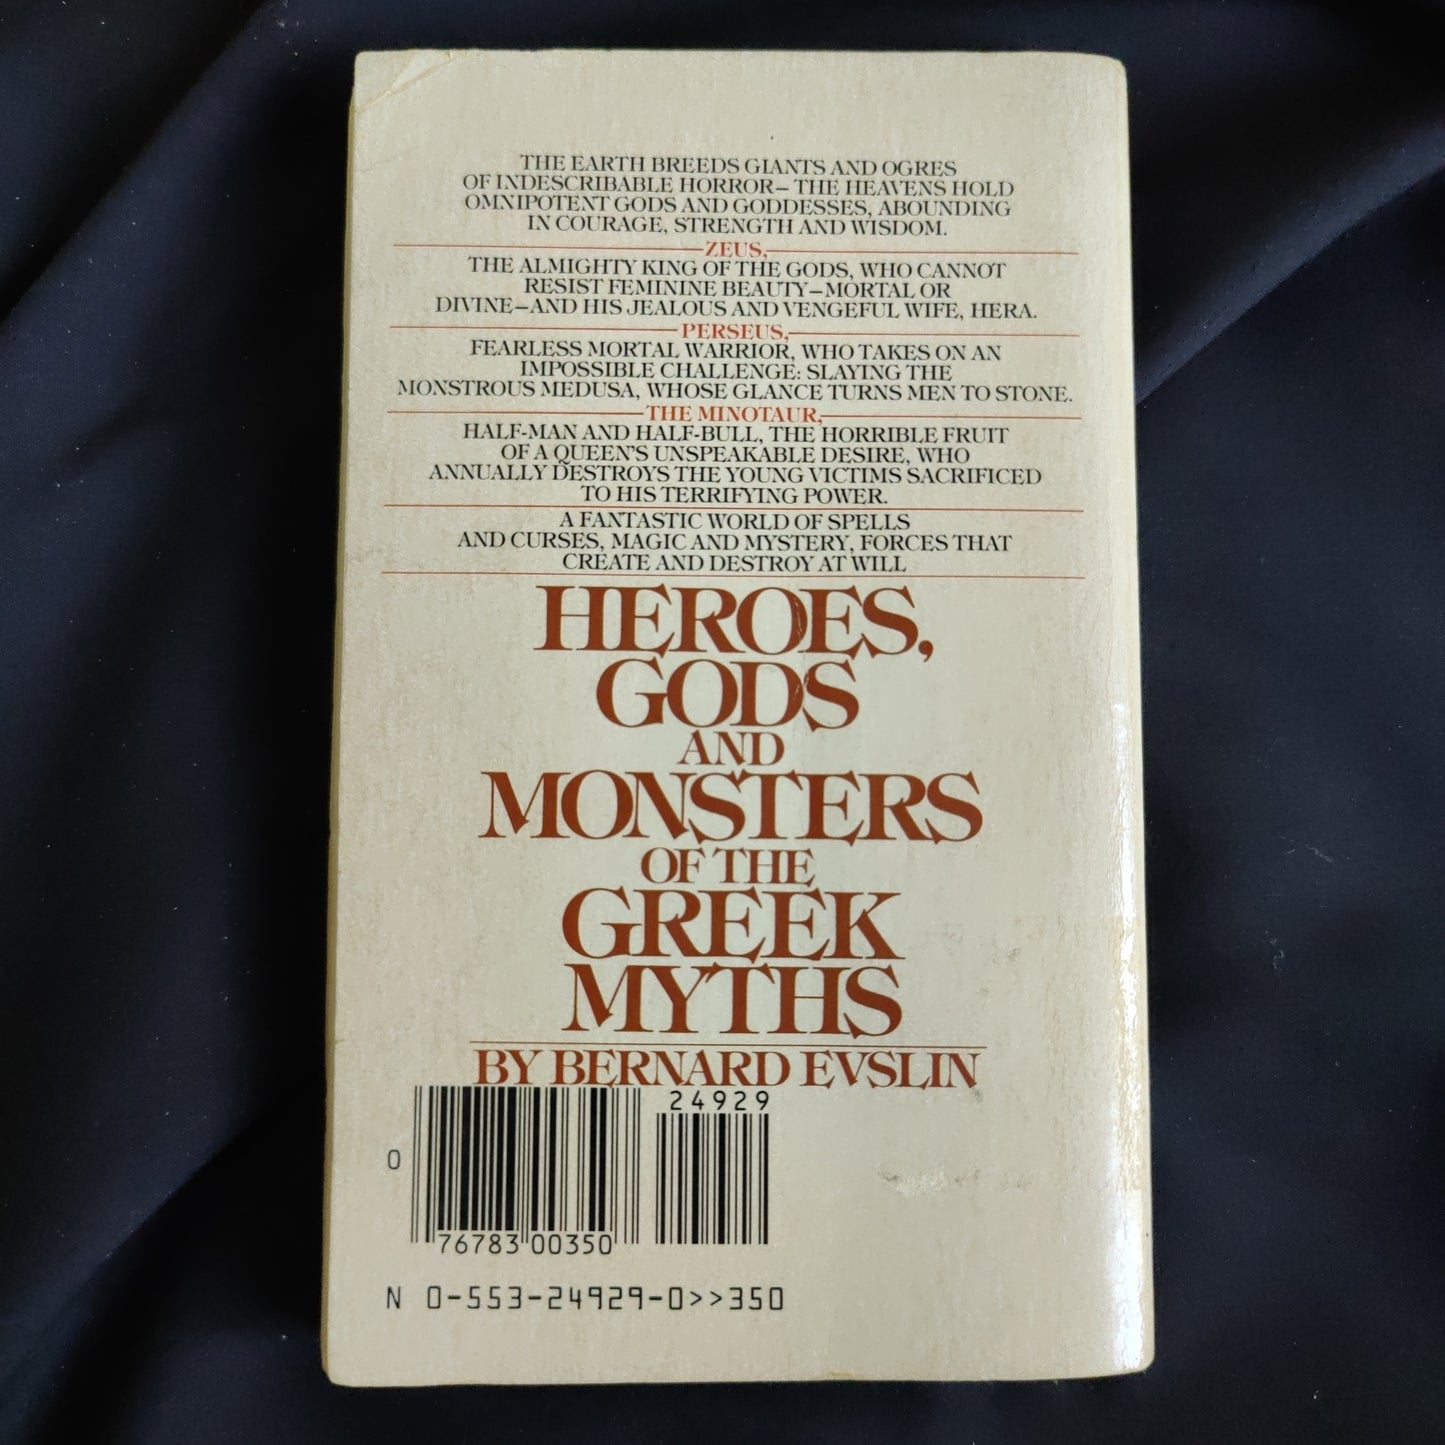 THE EARTH BREEDS GIANTS AND OGRES
OF INDESCRIBABLE HORROR— THE HEAVENS HOLD
OMNIPOTENT GODS AND GODDESSES, ABOUNDING
IN COURAGE, STRENGTH AND WISDOM.
ZEUS,
THE ALMIGHTY KING OF THE GODS, WHO CANNOT
RESIST FEMININE BEAUTY—MORTAL OR
DIVINE—AND HIS JEALOUS AND VENGEFUL WIFE, HERA.
PERSEUS,
FEARLESS MORTAL WARRIOR, WHO TAKES ON AN
IMPOSSIBLE CHALLENGE: SLAYING THE
MONSTROUS MEDUSA, WHOSE GLANCE TURNS MEN TO STONE.
THE MINOTAUR,
HALF-MAN AND HALF-BULL, THE HORRIBLE FRUIT
OF A QUEEN'S UNSPEAKABLE DESIRE, WHO
ANNUALLY DESTROYS THE YOUNG VICTIMS SACRIFICED
TO HIS TERRIFYING POWER.
A FANTASTIC WORLD OF SPELLS
AND CURSES, MAGIC AND MYSTERY, FORCES THAT
CREATE AND DESTROY AT WILL
HEROES,
GODS
AND
MONSTERS
OF THE
GREEK
MYTHS
BY BERNARD EVSLIN
24929
0
76783 00350
N 0-553-24929-0>>350